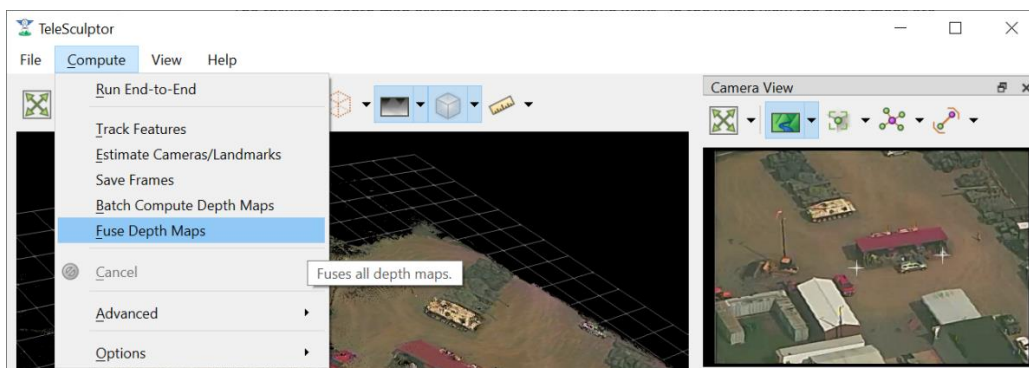 TeleSculptor
File Compute View Help
Run End-to-End
Track Features
Estimate Cameras/Landmarks
Save Frames
Batch Compute Depth Maps
Fuse Depth Maps
Cancel
Fuses all depth maps.
Advanced
Options
Camera View